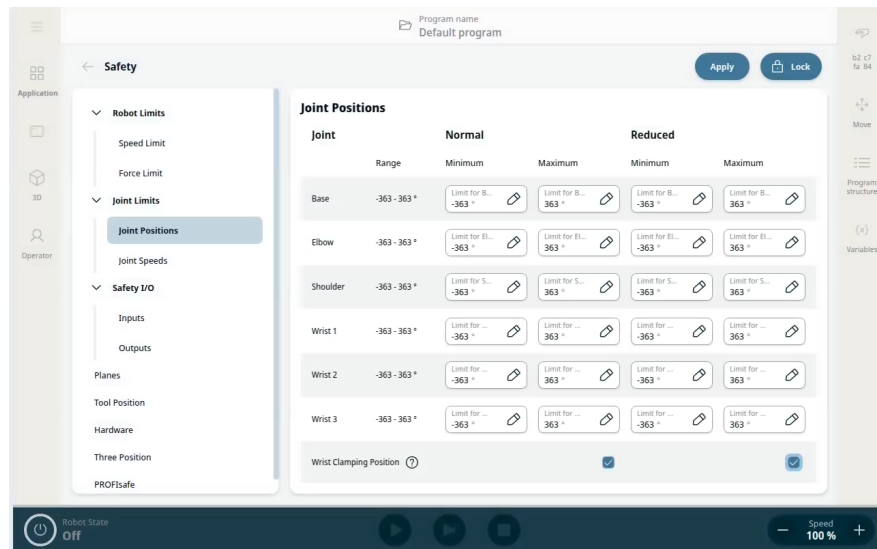 Program name
Default program
Safety
Apply
Lock
b2 c7
fa 84
Application
3D
Operator
Move
Program
structure
{x}
Variables
Robot Limits
Speed Limit
Force Limit
Joint Limits
Joint Positions
Joint Speeds
Safety I/O
Inputs
Outputs
Planes
Tool Position
Hardware
Three Position
PROFIsafe
Joint Positions
Joint Normal Reduced
Range Minimum Maximum Minimum Maximum
Limit for B... Limit for B... Limit for B... Limit for B...
Base -363 - 363 ° -363 ° 363 ° -363 ° 363 °
Limit for El... Limit for El... Limit for El... Limit for El...
Elbow -363 - 363 ° -363 ° 363 ° -363 ° 363 °
Limit for S... Limit for S... Limit for S... Limit for S...
Shoulder -363 - 363 ° -363 ° 363 ° -363 ° 363 °
Limit for ... Limit for ... Limit for ... Limit for ...
Wrist 1 -363 - 363 ° -363 ° 363 ° -363 ° 363 °
Limit for ... Limit for ... Limit for ... Limit for ...
Wrist 2 -363 - 363 ° -363 ° 363 ° -363 ° 363 °
Limit for ... Limit for ... Limit for ... Limit for ...
Wrist 3 -363 - 363 ° -363 ° 363 ° -363 ° 363 °
Wrist Clamping Position ?
Robot State
Off
Speed
100 %